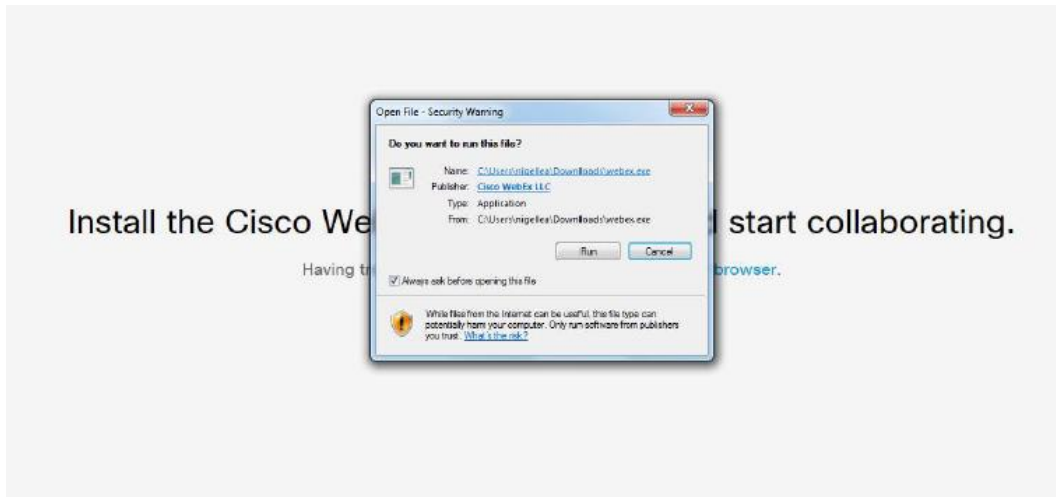 Open File - Security Warning
Do you want to run this file?
Name: C:\Users\nigellea\Downloads\webex.exe
Publisher: Cisco WebEx LLC
Type: Application
From: C:\Users\nigellea\Downloads\webex.exe
Run Cancel
Always ask before opening this file
While files from the Internet can be useful, this file type can
potentially harm your computer. Only run software from publishers
you trust. What's the risk?
Install the Cisco We start collaborating.
Having browser.